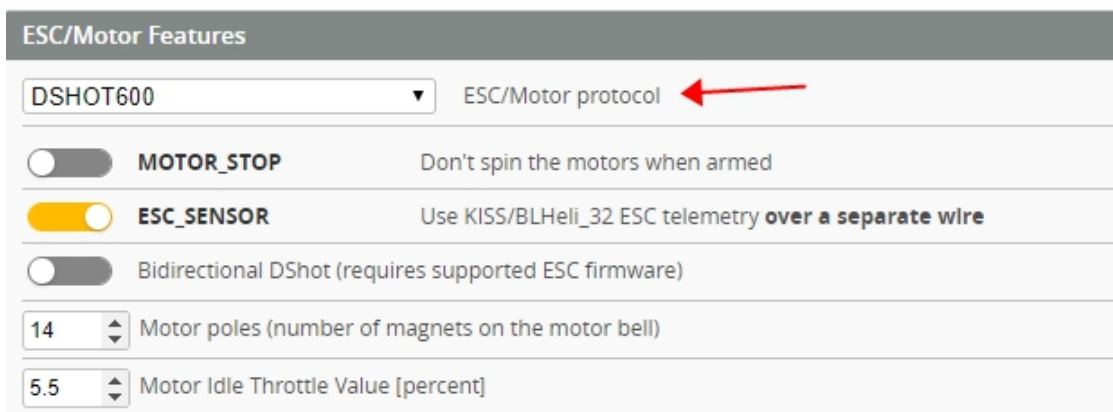 ESC/Motor Features
DSHOT600 ESC/Motor protocol
MOTOR_STOP Don't spin the motors when armed
ESC_SENSOR Use KISS/BLHeli_32 ESC telemetry over a separate wire
Bidirectional DShot (requires supported ESC firmware)
14 Motor poles (number of magnets on the motor bell)
5.5 Motor Idle Throttle Value [percent]